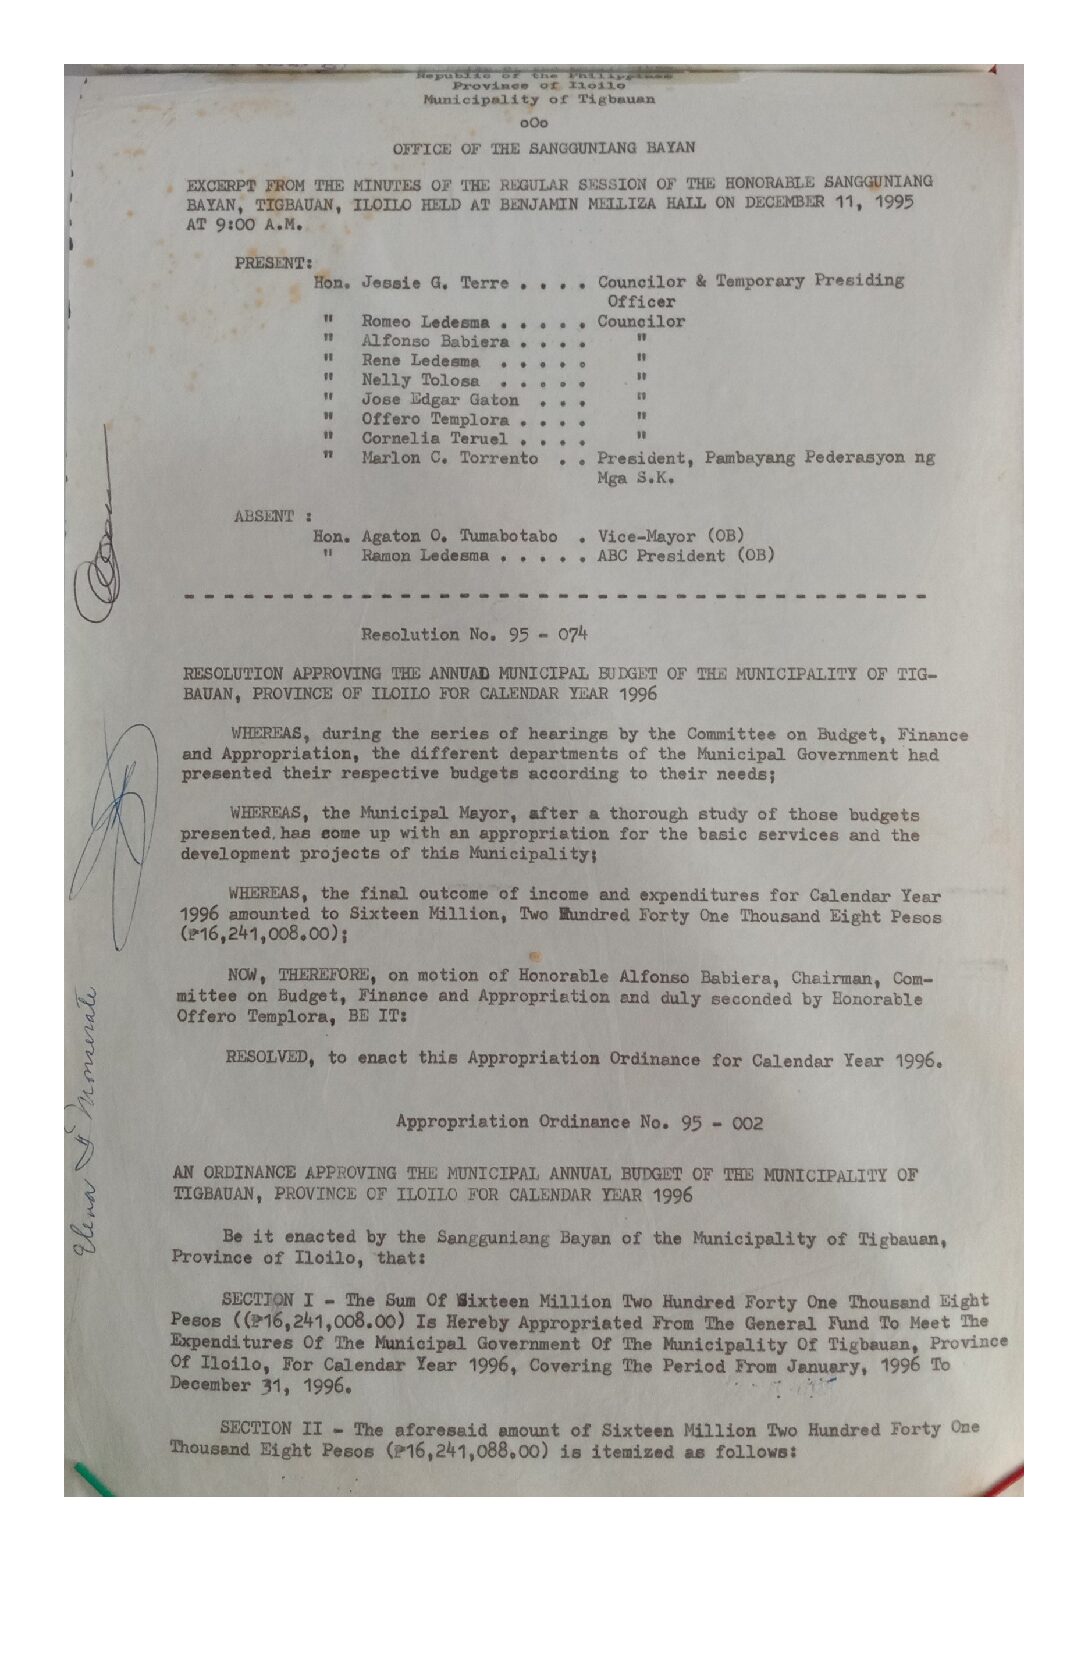 Republic of the Philippines
Province of Iloilo
Municipality of Tigbauan
oOo
OFFICE OF THE SANGGUNIANG BAYAN
EXCERPT FROM THE MINUTES OF THE REGULAR SESSION OF THE HONORABLE SANGGUNIANG
BAYAN, TIGBAUAN, ILOILO HELD AT BENJAMIN MELLIZA HALL ON DECEMBER 11, 1995
AT 9:00 A.M.
PRESENT:
Hon. Jessie G. Terre . . . . Councilor & Temporary Presiding
Officer
" Romeo Ledesma . . . . . Councilor
" Alfonso Babiera . . . . "
" Rene Ledesma . . . . . "
" Nelly Tolosa . . . . . "
" Jose Edgar Gaton . . . "
" Offero Templora . . . . "
" Cornelia Teruel . . . . "
" Marlon C. Torrento . . President, Pambayang Pederasyon ng
Mga S.K.
ABSENT :
Hon. Agaton O. Tumabotabo . Vice-Mayor (OB)
" Ramon Ledesma . . . . . ABC President (OB)
- - - - - - - - - - - - - - - - - - - - - - - - - - - - - - - - - - - - - -
Resolution No. 95 - 074
RESOLUTION APPROVING THE ANNUAD MUNICIPAL BUDGET OF THE MUNICIPALITY OF TIG-
BAUAN, PROVINCE OF ILOILO FOR CALENDAR YEAR 1996
WHEREAS, during the series of hearings by the Committee on Budget, Finance
and Appropriation, the different departments of the Municipal Government had
presented their respective budgets according to their needs;
WHEREAS, the Municipal Mayor, after a thorough study of those budgets
presented, has come up with an appropriation for the basic services and the
development projects of this Municipality;
WHEREAS, the final outcome of income and expenditures for Calendar Year
1996 amounted to Sixteen Million, Two Hundred Forty One Thousand Eight Pesos
(₱16,241,008.00);
NOW, THEREFORE, on motion of Honorable Alfonso Babiera, Chairman, Com-
mittee on Budget, Finance and Appropriation and duly seconded by Honorable
Offero Templora, BE IT:
RESOLVED, to enact this Appropriation Ordinance for Calendar Year 1996.
Appropriation Ordinance No. 95 - 002
AN ORDINANCE APPROVING THE MUNICIPAL ANNUAL BUDGET OF THE MUNICIPALITY OF
TIGBAUAN, PROVINCE OF ILOILO FOR CALENDAR YEAR 1996
Be it enacted by the Sangguniang Bayan of the Municipality of Tigbauan,
Province of Iloilo, that:
SECTION I - The Sum Of Sixteen Million Two Hundred Forty One Thousand Eight
Pesos ((₱16,241,008.00) Is Hereby Appropriated From The General Fund To Meet The
Expenditures Of The Municipal Government Of The Municipality Of Tigbauan, Province
Of Iloilo, For Calendar Year 1996, Covering The Period From January, 1996 To
December 31, 1996.
SECTION II - The aforesaid amount of Sixteen Million Two Hundred Forty One
Thousand Eight Pesos (₱16,241,088.00) is itemized as follows:
Elena D Monserate